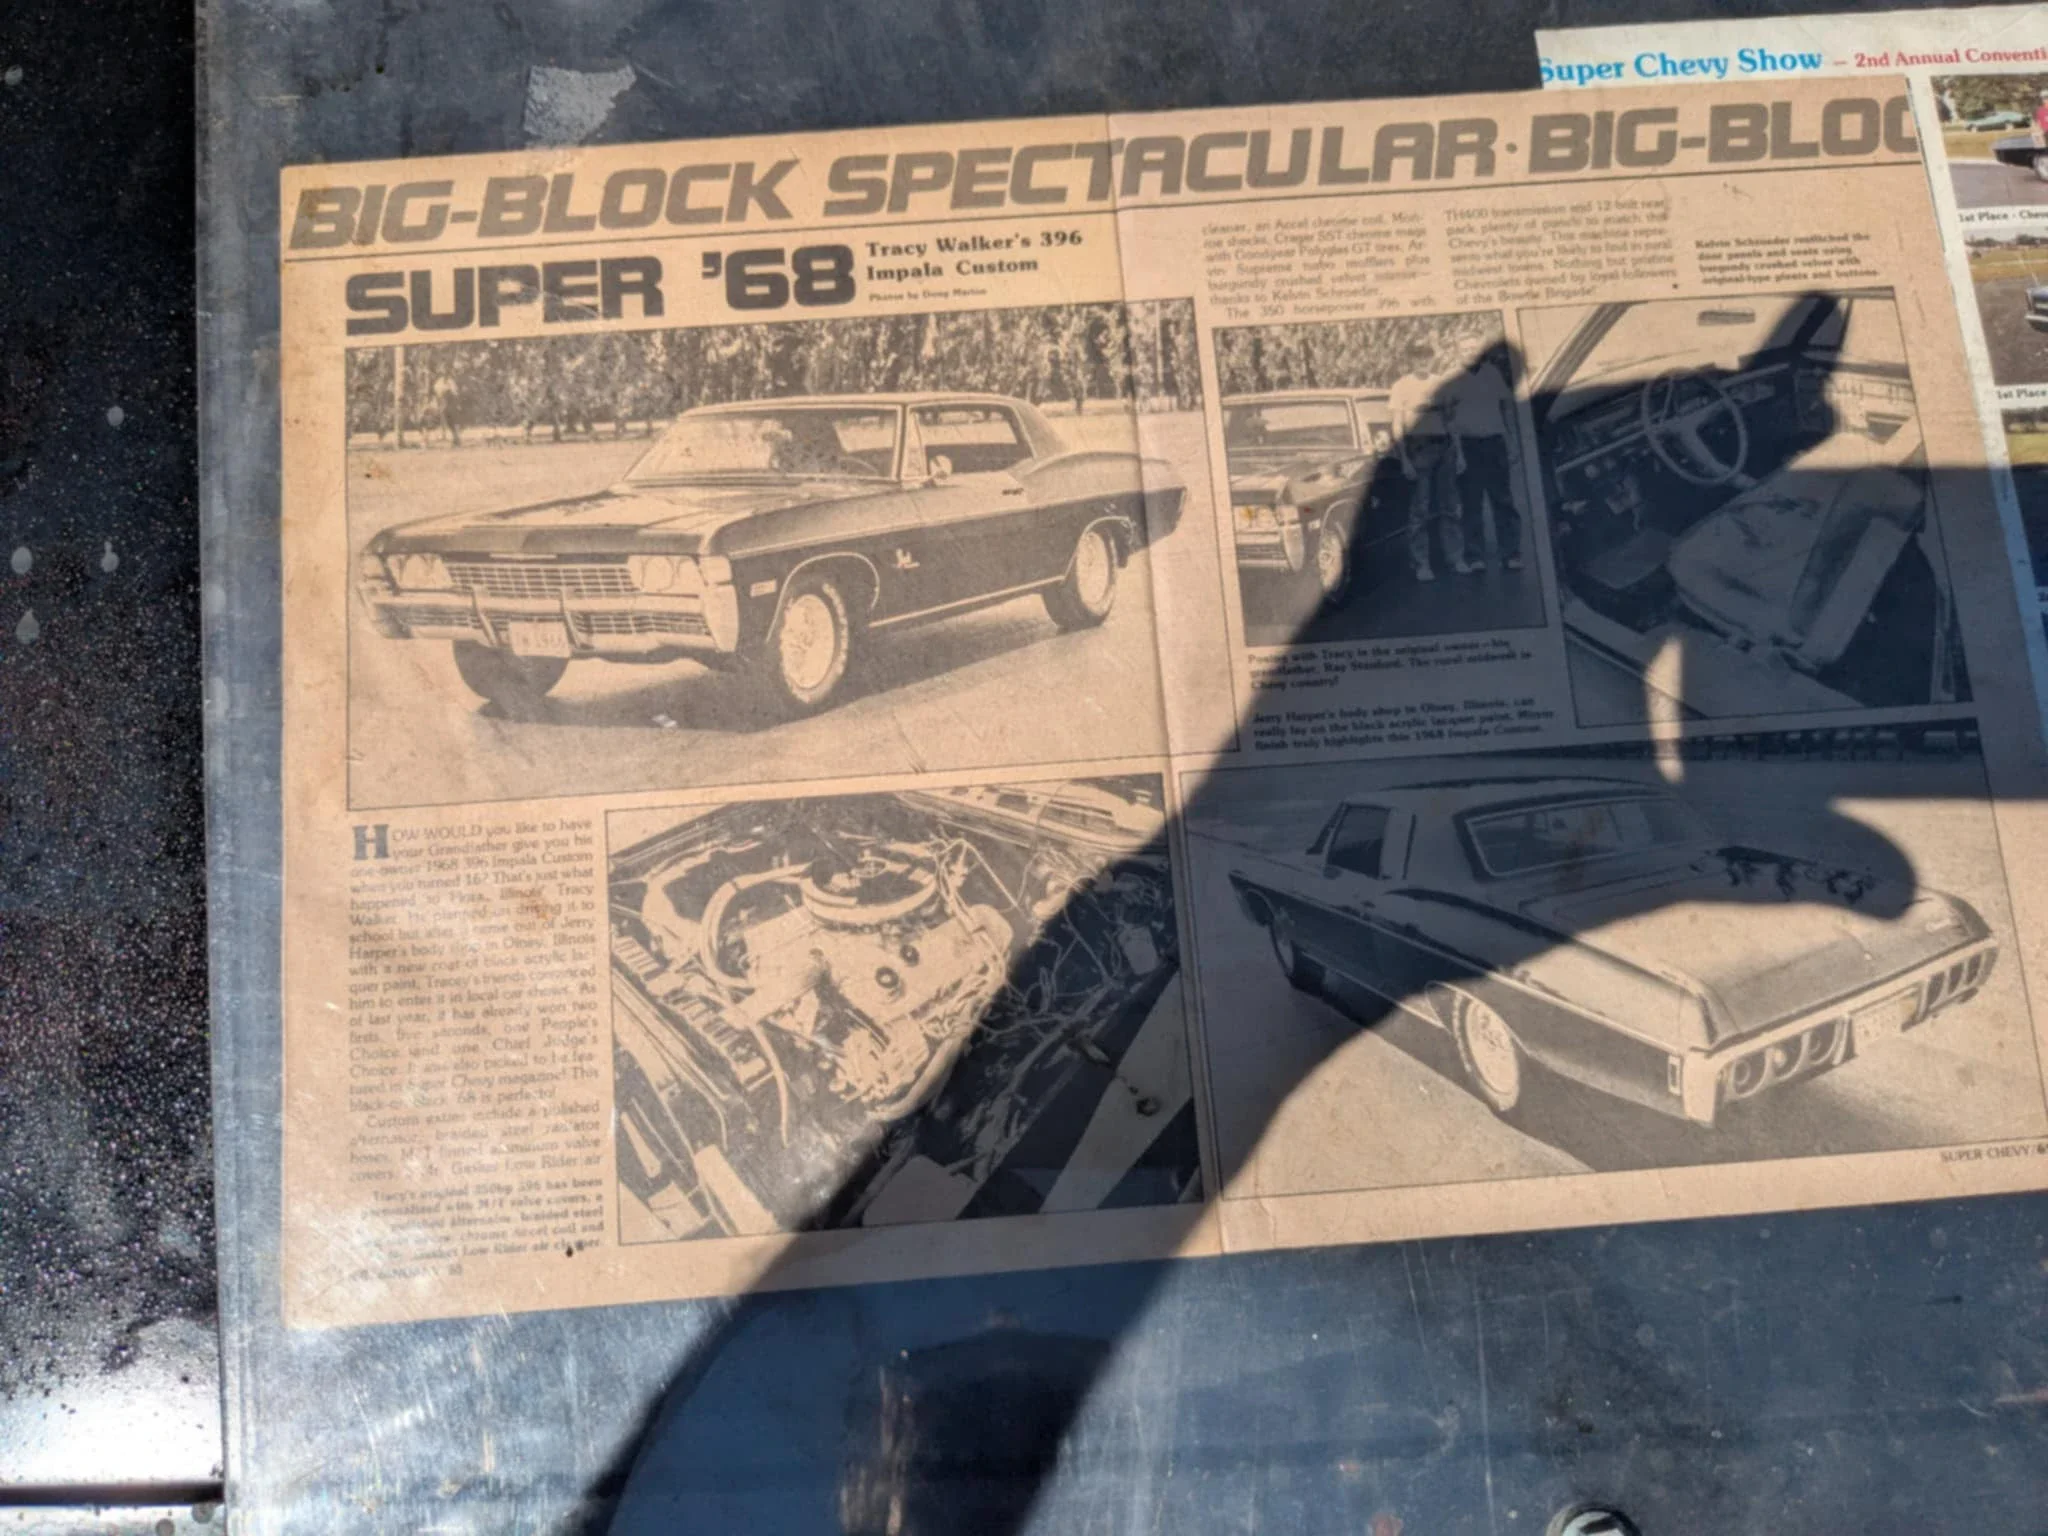 Super Chevy Show — 2nd Annual Conventi
BIG-BLOCK SPECTACULAR · BIG-BLOC
SUPER '68
Tracy Walker's 396
Impala Custom
Photos by Doug Marion
cleaner, an Accel chrome coil, Mon-
roe shocks, Cragar SST chrome mags
with Goodyear Polyglas GT tires, Ar-
vin Supreme turbo mufflers plus
burgundy crushed velvet interior—
thanks to Kelvin Schroeder.
The 350 horsepower 396 with
TH400 transmission and 12 bolt rear
pack plenty of gusto to match this
Chevy's beauty. This machine repre-
sents what you're likely to find in rural
midwest towns. Nothing but pristine
Chevrolets owned by loyal followers
of the Bowtie Brigade!
Kelvin Schroeder restitched the
door panels and seats using
burgundy crushed velvet with
original-type pleats and buttons.
1st Place - Chev
1st Place
Posing with Tracy is the original owner—his
grandfather, Ray Stanford. The rural midwest is
Chevy country!
Jerry Harper's body shop in Olney, Illinois, can
really lay on the black acrylic lacquer paint. Mirror
finish truly highlights this 1968 Impala Custom.
HOW WOULD you like to have
your Grandfather give you his
one-owner 1968 396 Impala Custom
when you turned 16? That's just what
happened to Flora, Illinois' Tracy
Walker. He planned on driving it to
school but after it came out of Jerry
Harper's body shop in Olney, Illinois
with a new coat of black acrylic lac-
quer paint, Tracey's friends convinced
him to enter it in local car shows. As
of last year, it has already won two
firsts, five seconds, one People's
Choice and one Chief Judge's
Choice. It was also picked to be fea-
tured in Super Chevy magazine! This
black-on-black '68 is perfecto!
Custom extras include a polished
alternator, braided steel radiator
hoses, M/T finned aluminum valve
covers, a Mr. Gasket Low Rider air
Tracy's original 350hp 396 has been
personalized with M/T valve covers, a
polished alternator, braided steel
chrome Accel coil and
Gasket Low Rider air cleaner.
SUPER CHEVY/6